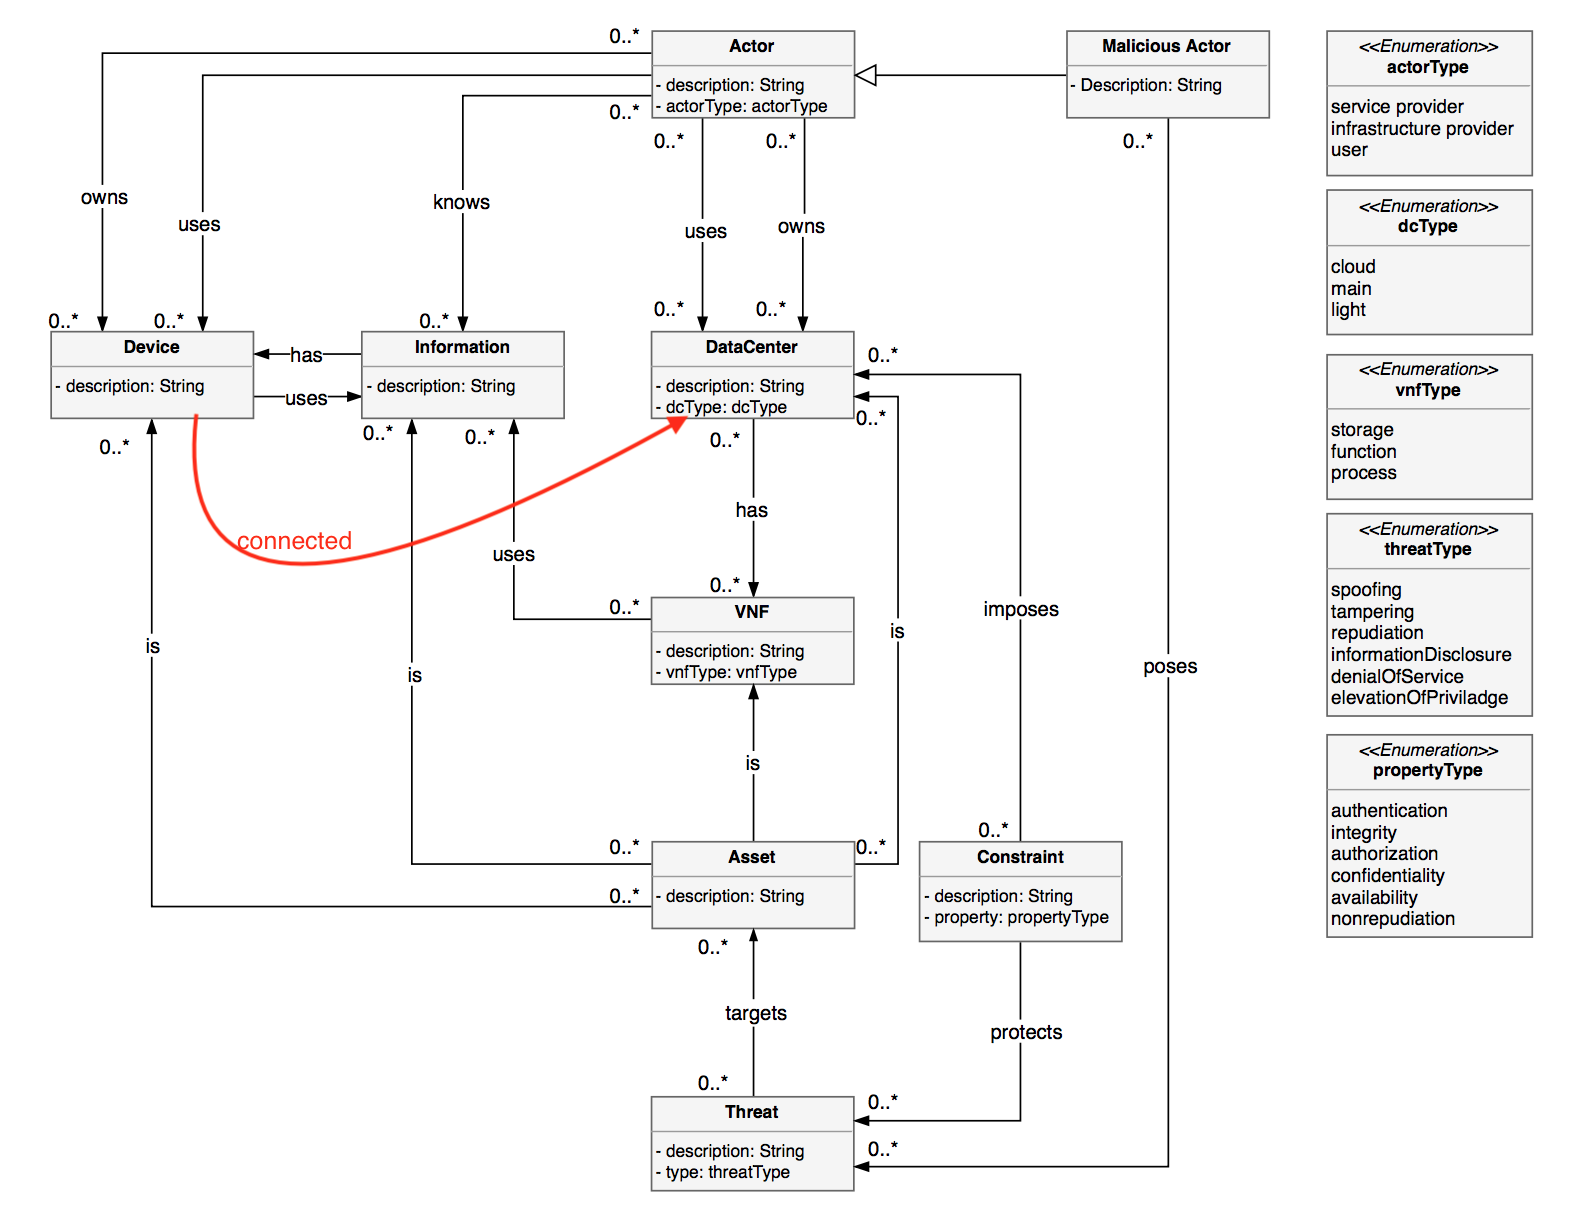 0..*
Actor
- description: String
- actorType: actorType
0..*
0..*
0..*
Malicious Actor
- Description: String
0..*
owns
uses
knows
uses
owns
0..*
0..*
0..*
0..*
0..*
Device
- description: String
has
uses
Information
- description: String
DataCenter
- description: String
- dcType: dcType
0..*
0..*
0..*
0..*
0..*
0..*
connected
has
uses
0..*
0..*
VNF
- description: String
- vnfType: vnfType
is
is
is
is
imposes
poses
0..*
0..*
0..*
0..*
Asset
- description: String
Constraint
- description: String
- property: propertyType
0..*
targets
protects
0..*
0..*
0..*
Threat
- description: String
- type: threatType
<<Enumeration>>
actorType
service provider
infrastructure provider
user
<<Enumeration>>
dcType
cloud
main
light
<<Enumeration>>
vnfType
storage
function
process
<<Enumeration>>
threatType
spoofing
tampering
repudiation
informationDisclosure
denialOfService
elevationOfPriviladge
<<Enumeration>>
propertyType
authentication
integrity
authorization
confidentiality
availability
nonrepudiation